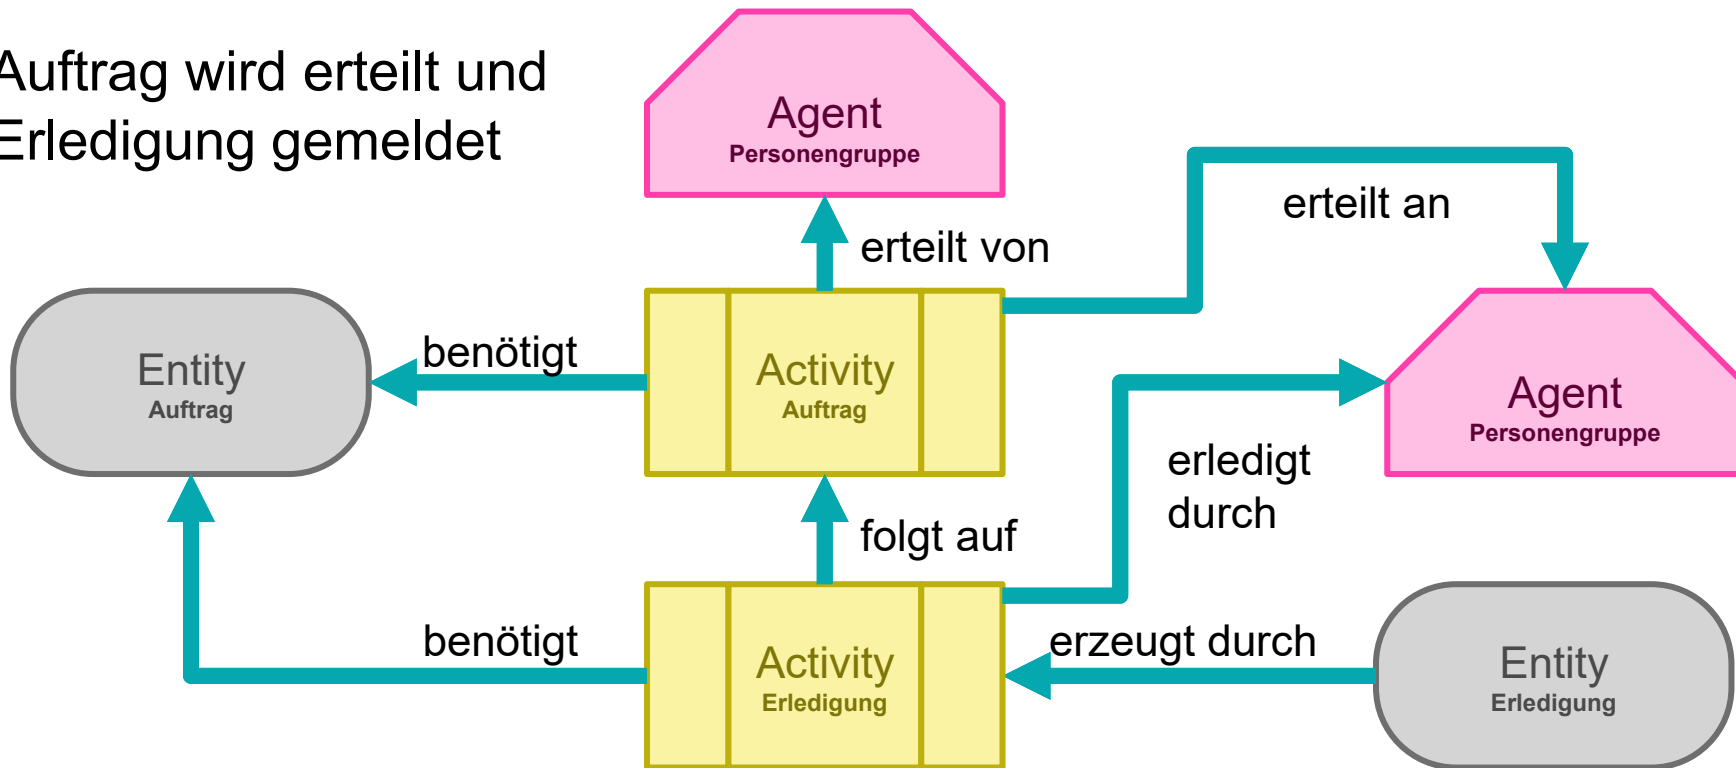 Auftrag wird erteilt und
Erledigung gemeldet
Agent
Personengruppe
erteilt an
erteilt von
benötigt
Entity
Auftrag
Activity
Auftrag
Agent
Personengruppe
erledigt
durch
folgt auf
benötigt
erzeugt durch
Activity
Erledigung
Entity
Erledigung